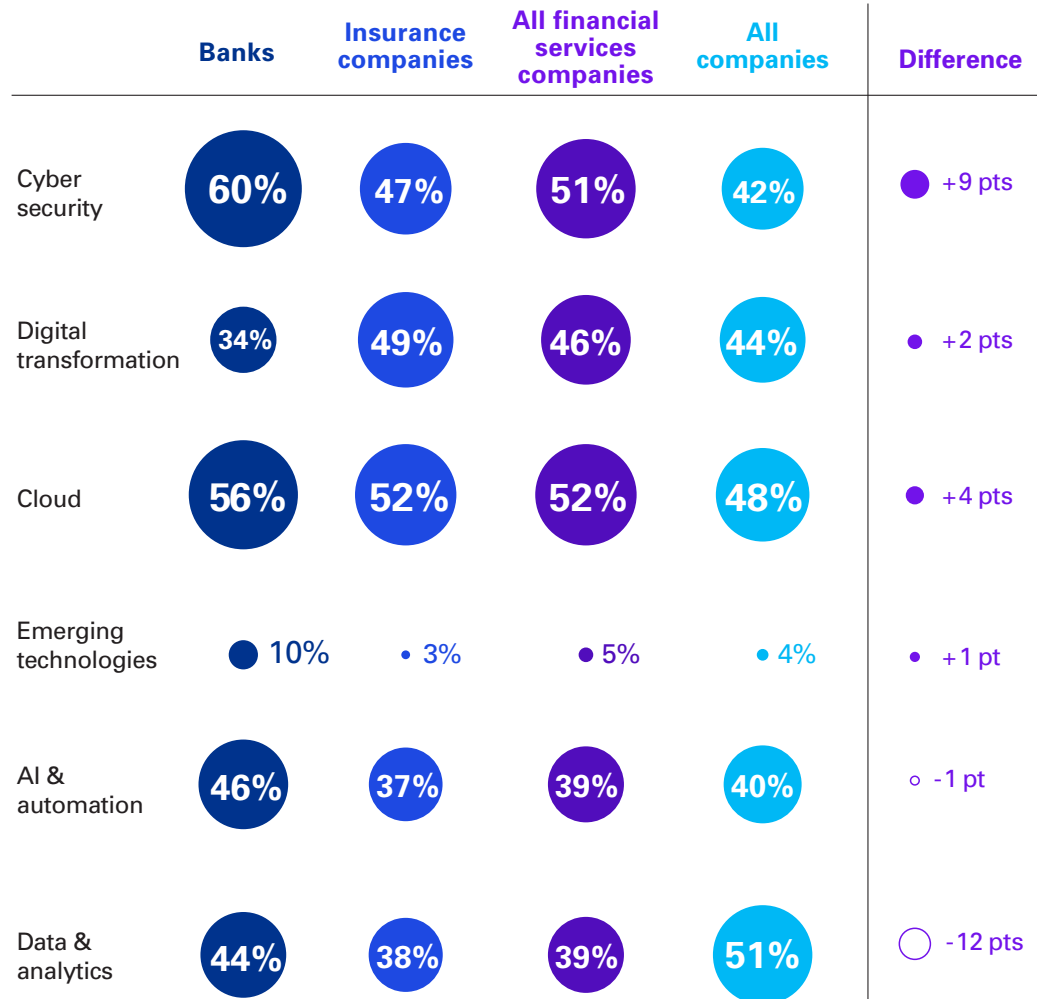 Banks
Insurance
companies
All financial
services
companies
All
companies
Difference
Cyber
security
60%
47%
51%
42%
+9 pts
Digital
transformation
34%
49%
46%
44%
+2 pts
Cloud
56%
52%
52%
48%
+4 pts
Emerging
technologies
10%
3%
5%
4%
+1 pt
AI &
automation
46%
37%
39%
40%
-1 pt
Data &
analytics
44%
38%
39%
51%
-12 pts